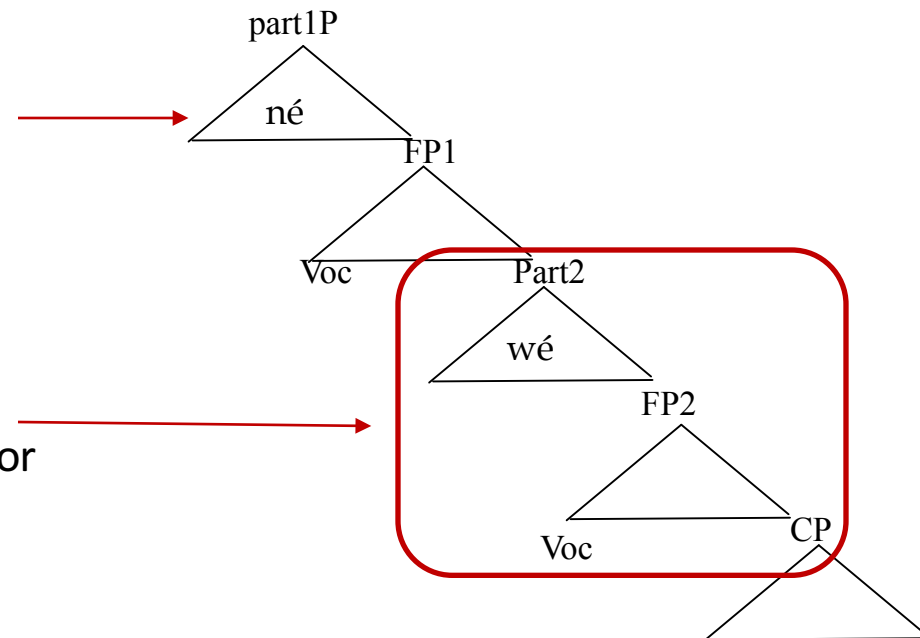 part1P
né
FP1
Voc
Part2
wé
FP2
or
Voc
CP